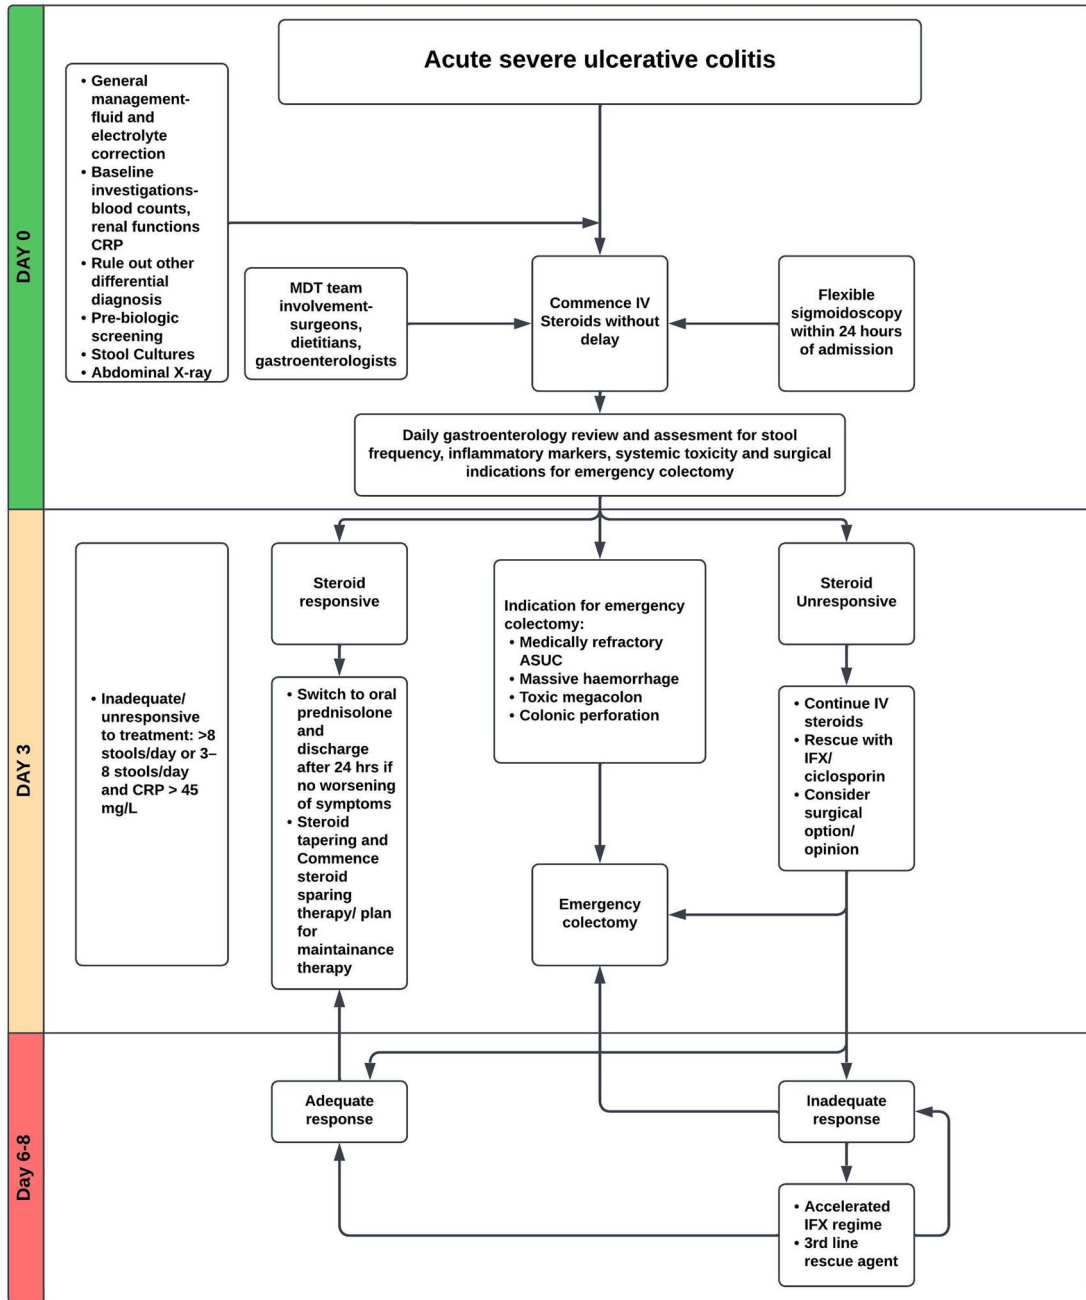 Acute severe ulcerative colitis
DAY 0
• General
management-
fluid and
electrolyte
correction
• Baseline
investigations-
blood counts,
renal functions
CRP
• Rule out other
differential
diagnosis
• Pre-biologic
screening
• Stool Cultures
• Abdominal X-ray
MDT team
involvement-
surgeons,
dietitians,
gastroenterologists
Commence IV
Steroids without
delay
Flexible
sigmoidoscopy
within 24 hours
of admission
Daily gastroenterology review and assesment for stool
frequency, inflammatory markers, systemic toxicity and surgical
indications for emergency colectomy
DAY 3
• Inadequate/
unresponsive
to treatment: >8
stools/day or 3–
8 stools/day
and CRP > 45
mg/L
Steroid
responsive
• Switch to oral
prednisolone
and
discharge
after 24 hrs if
no worsening
of symptoms
• Steroid
tapering and
Commence
steroid
sparing
therapy/ plan
for
maintainance
therapy
Indication for emergency
colectomy:
• Medically refractory
ASUC
• Massive haemorrhage
• Toxic megacolon
• Colonic perforation
Emergency
colectomy
Steroid
Unresponsive
• Continue IV
steroids
• Rescue with
IFX/
ciclosporin
• Consider
surgical
option/
opinion
Day 6-8
Adequate
response
Inadequate
response
• Accelerated
IFX regime
• 3rd line
rescue agent